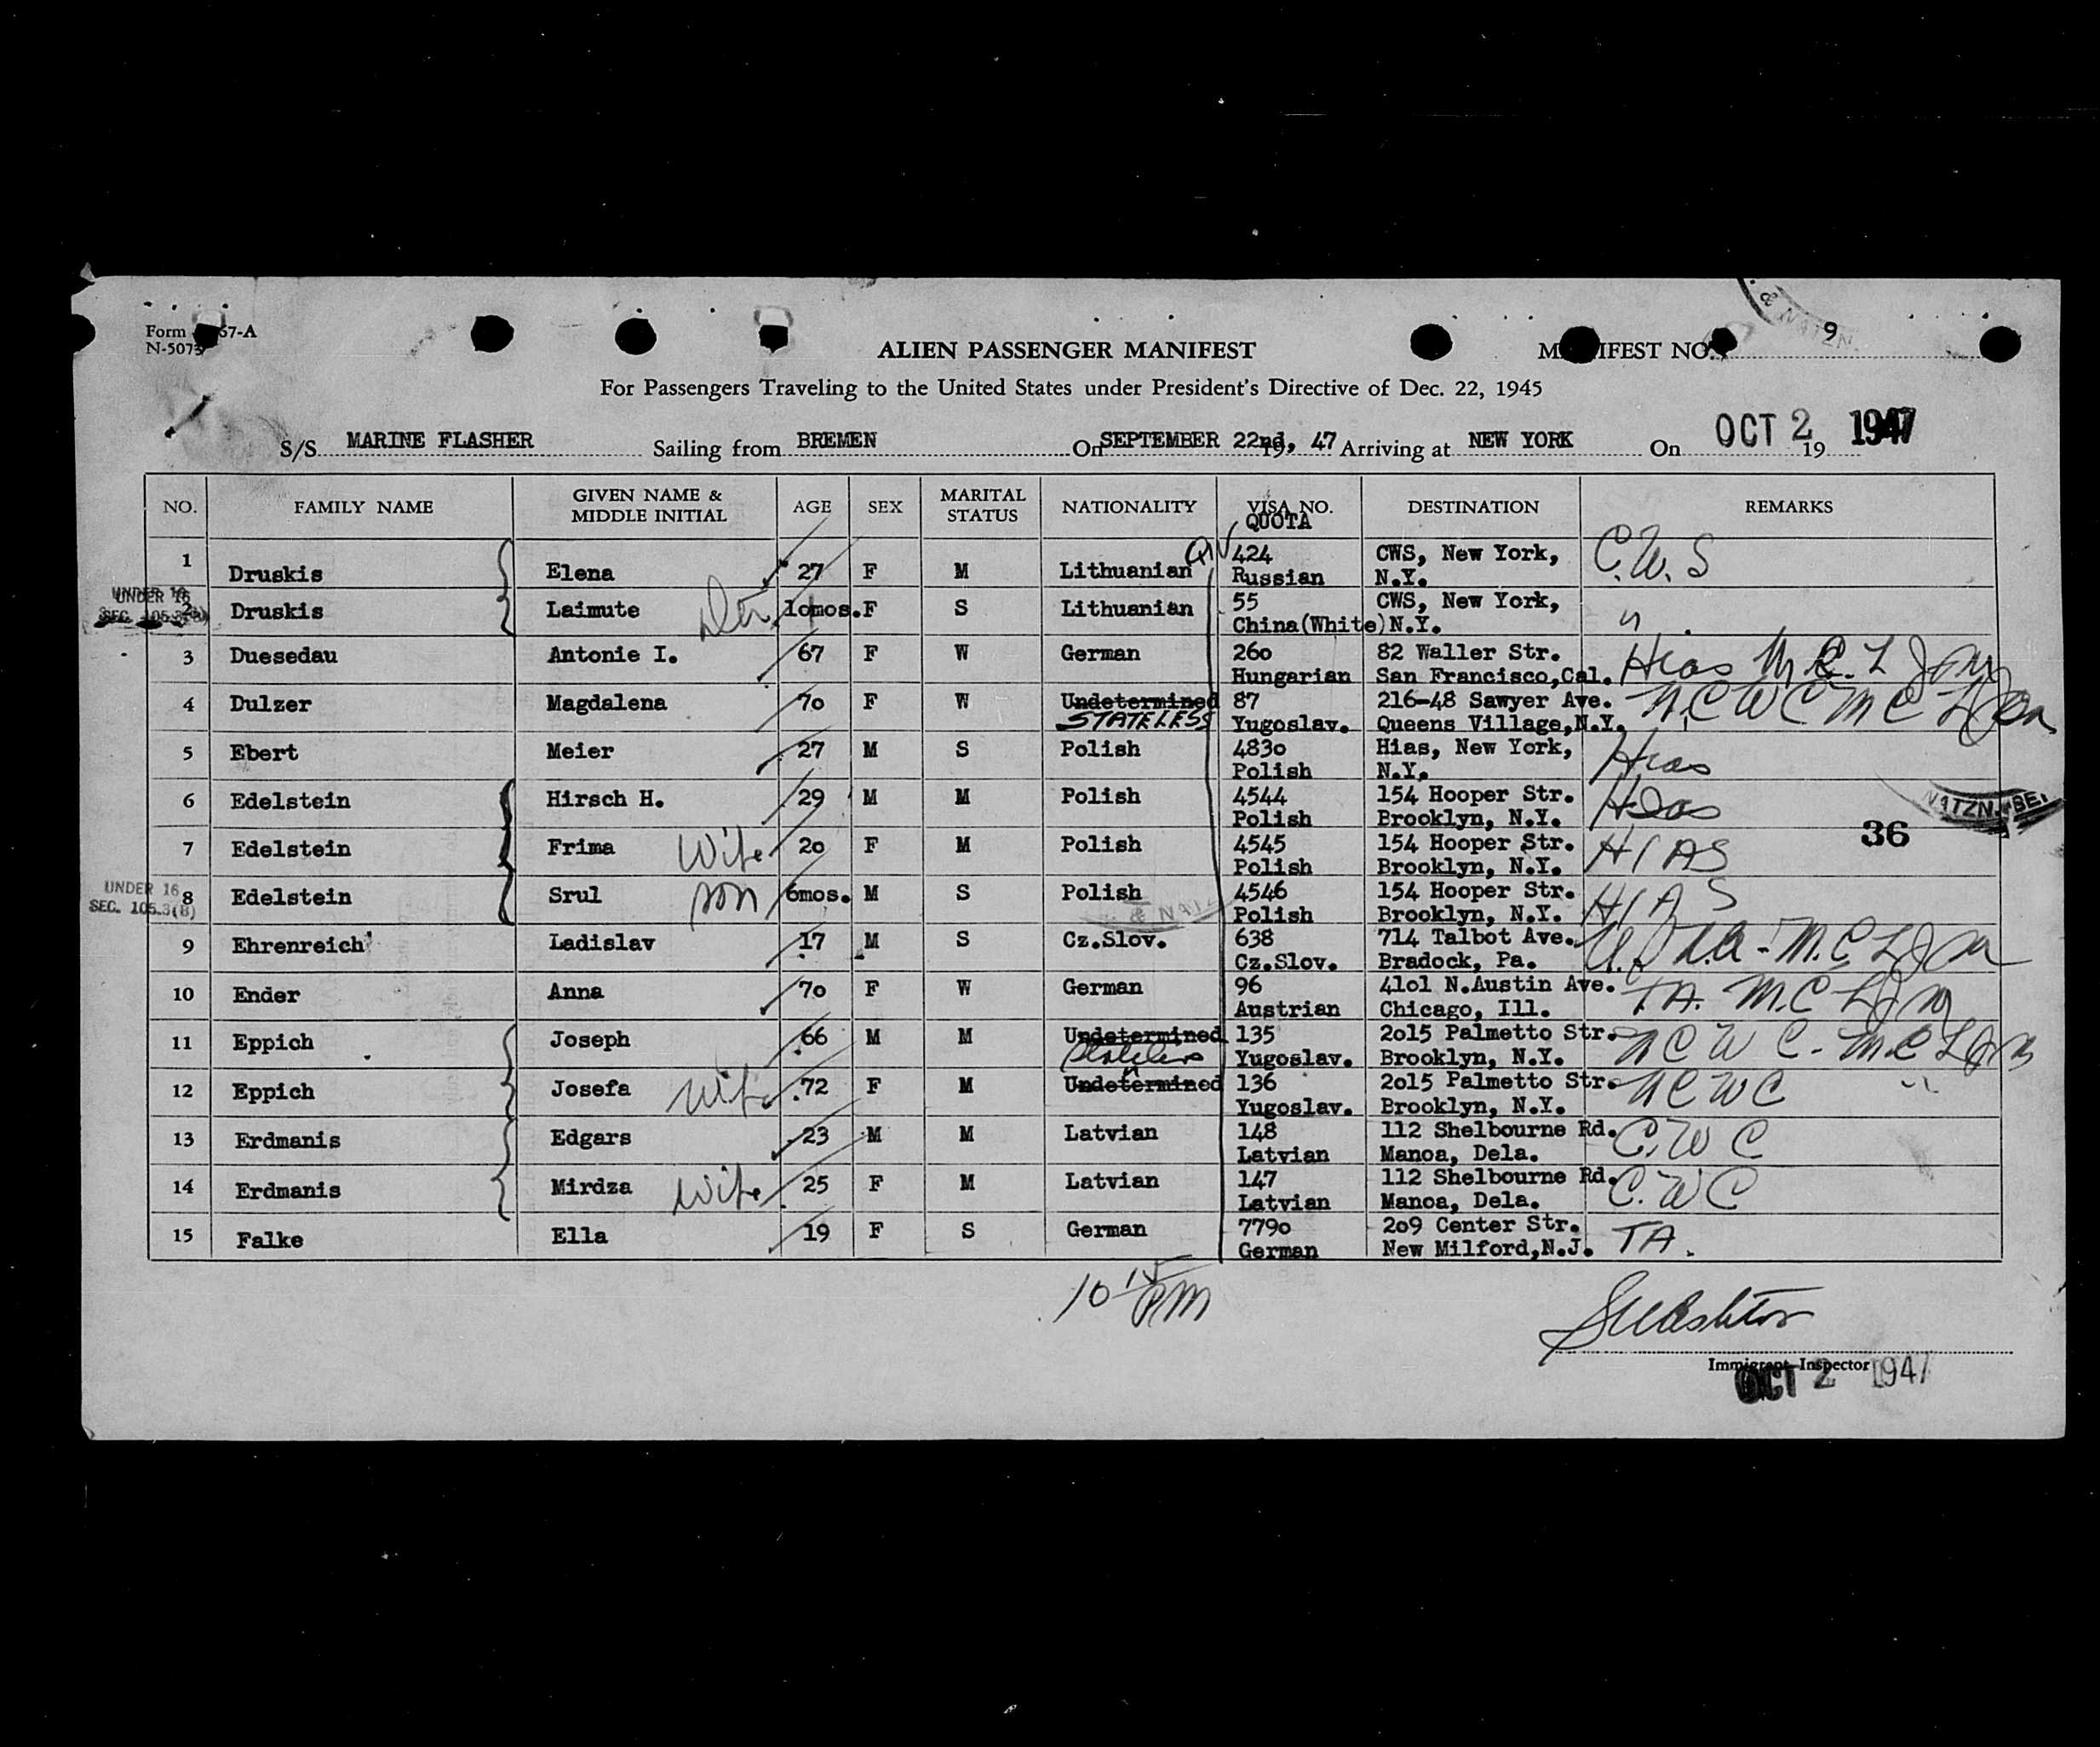 Form 67-A
N-5075
9
ALIEN PASSENGER MANIFEST
MANIFEST NO.
For Passengers Traveling to the United States under President's Directive of Dec. 22, 1945
S/S MARINE FLASHER Sailing from BREMEN On SEPTEMBER 22nd, 47 Arriving at NEW YORK On OCT 2 19 1947
NO. FAMILY NAME GIVEN NAME & MIDDLE INITIAL AGE SEX MARITAL STATUS NATIONALITY VISA NO. QUOTA DESTINATION REMARKS
1 Druskis Elena 27 F M Lithuanian QIV 424 CWS, New York, C.W.S
Russian N.Y.
UNDER 16
SEC. 105.3(B)
2 Druskis Laimute 10mos. F S Lithuanian 55 CWS, New York, "
China(White) N.Y.
3 Duesedau Antonie I. 67 F W German 260 82 Waller Str. Hias M.C.L
Hungarian San Francisco,Cal.
4 Dulzer Magdalena 70 F W Undetermined 87 216-48 Sawyer Ave. NCWC MCL
STATELESS Yugoslav. Queens Village,N.Y.
5 Ebert Meier 27 M S Polish 4830 Hias, New York, Hias
Polish N.Y.
6 Edelstein Hirsch H. 29 M M Polish 4544 154 Hooper Str. Hias
Polish Brooklyn, N.Y.
NATZN. BE.
36
7 Edelstein Frima Wife 20 F M Polish 4545 154 Hooper Str. HIAS
Polish Brooklyn, N.Y.
UNDER 16
SEC. 105.3(B)
8 Edelstein Srul son 6mos. M S Polish 4546 154 Hooper Str. HIAS
Polish Brooklyn, N.Y.
9 Ehrenreich Ladislav 17 M S Cz.Slov. 638 714 Talbot Ave. M.C.L
Cz.Slov. Bradock, Pa.
10 Ender Anna 70 F W German 96 4101 N.Austin Ave. T.A. M.C.L
Austrian Chicago, Ill.
11 Eppich Joseph 66 M M Undetermined 135 2015 Palmetto Str. NCWC - M.C.L
Stateless Yugoslav. Brooklyn, N.Y.
12 Eppich Josefa Wife 72 F M Undetermined 136 2015 Palmetto Str. NCWC "
Yugoslav. Brooklyn, N.Y.
13 Erdmanis Edgars 23 M M Latvian 148 112 Shelbourne Rd. C.W C
Latvian Manoa, Dela.
14 Erdmanis Mirdza Wife 25 F M Latvian 147 112 Shelbourne Rd. C.W C
Latvian Manoa, Dela.
15 Falke Ella 19 F S German 7790 209 Center Str. TA.
German New Milford,N.J.
10 15 PM
Immigrant Inspector
OCT 2 1947